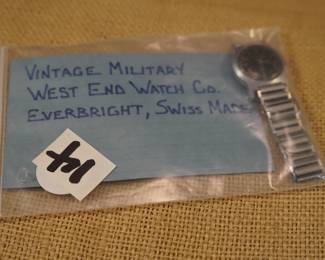 VINTAGE MILITARY
WEST END WATCH CO.
EVERBRIGHT, SWISS MADE
14